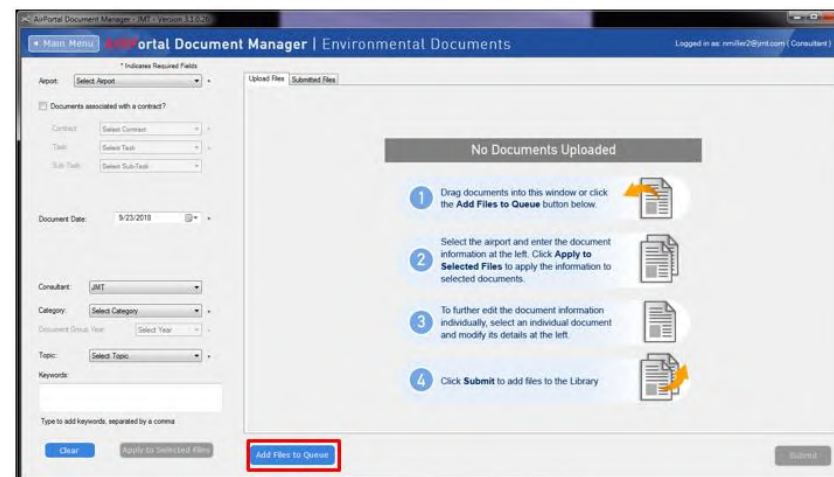 AirPortal Document Manager - JMT - Version 3.1.0.26
Main Menu
AIRPortal Document Manager | Environmental Documents
Logged in as: nmiller2@jmt.com ( Consultant )
* Indicates Required Fields
Airport:
Select Airport
*
Documents associated with a contract?
Contract:
Select Contract
*
Task:
Select Task
*
Sub-Task:
Select Sub-Task
Document Date:
9/23/2018
*
Consultant:
JMT
Category:
Select Category
*
Document Group Year:
Select Year
*
Topic:
Select Topic
*
Keywords:
Type to add keywords, separated by a comma
Clear
Apply to Selected Files
Upload Files
Submitted Files
No Documents Uploaded
1
Drag documents into this window or click
the Add Files to Queue button below.
2
Select the airport and enter the document
information at the left. Click Apply to
Selected Files to apply the information to
selected documents.
3
To further edit the document information
individually, select an individual document
and modify its details at the left.
4
Click Submit to add files to the Library
Add Files to Queue
Submit